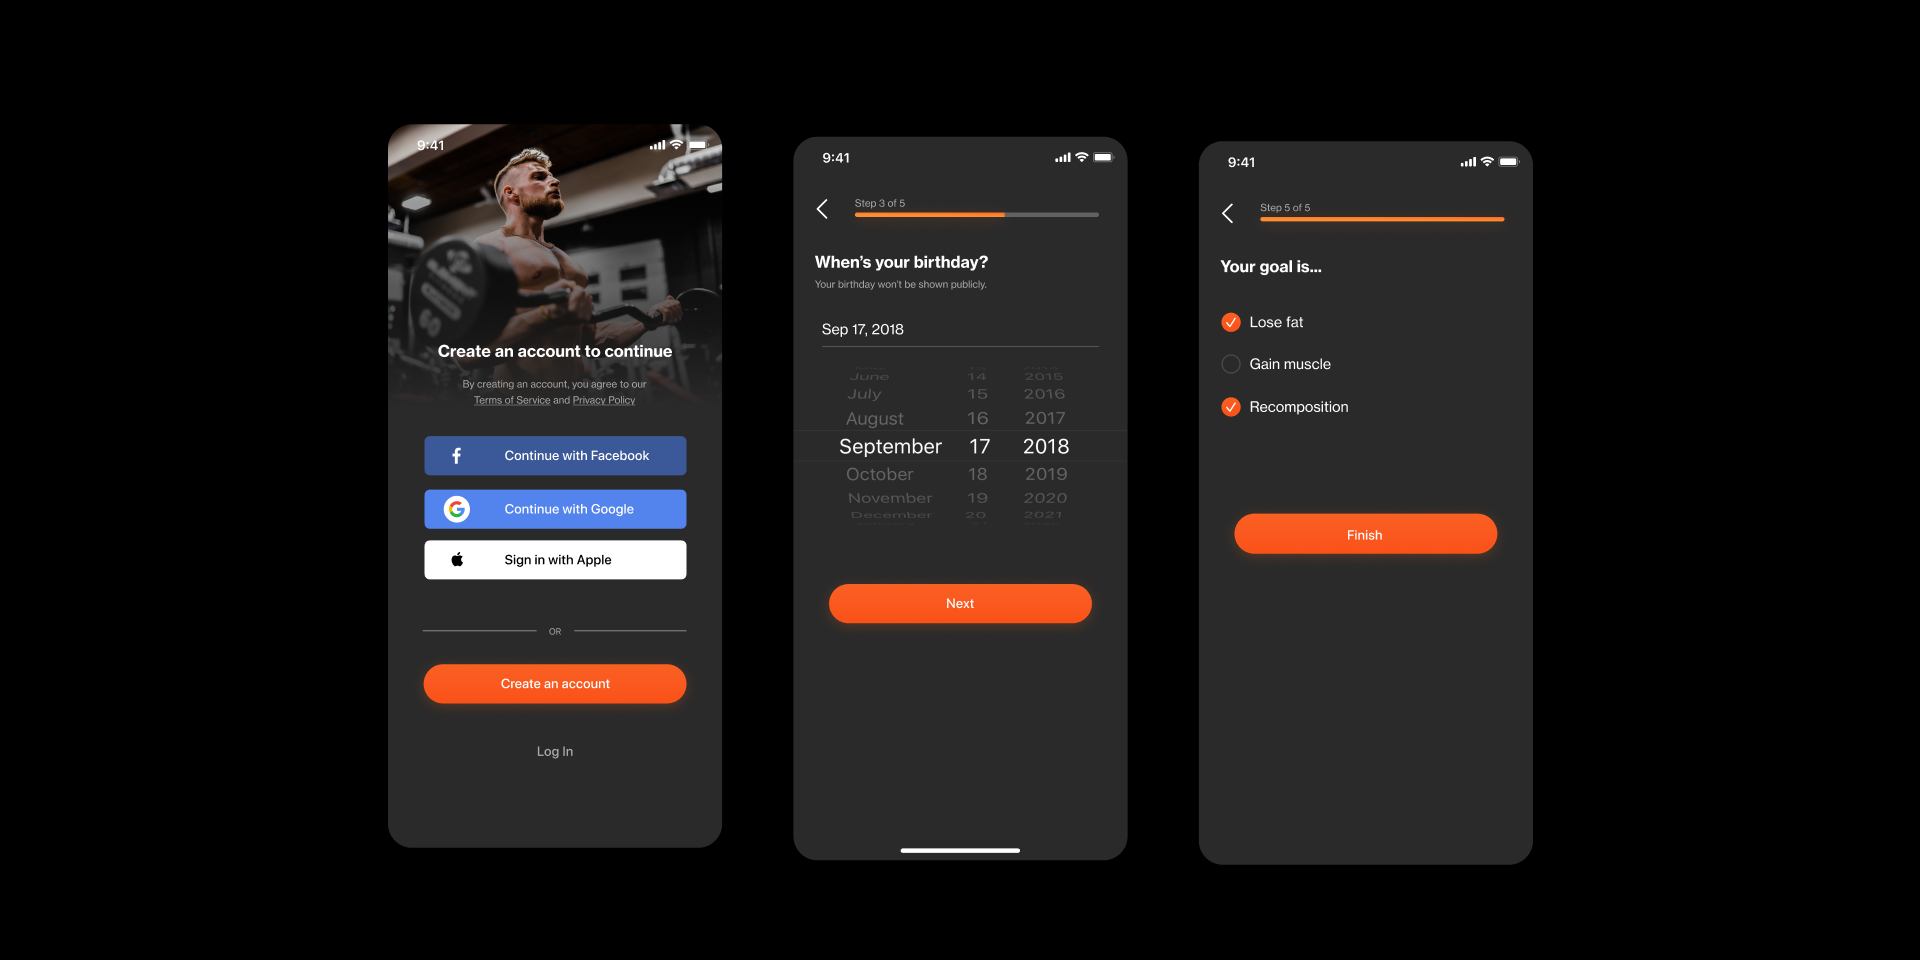 9:41
Create an account to continue
By creating an account, you agree to our
Terms of Service and Privacy Policy
Continue with Facebook
Continue with Google
Sign in with Apple
OR
Create an account
Log In
9:41
Step 3 of 5
When's your birthday?
Your birthday won't be shown publicly.
Sep 17, 2018
June 14 2015
July 15 2016
August 16 2017
September 17 2018
October 18 2019
November 19 2020
December 20 2021
Next
9:41
Step 5 of 5
Your goal is...
Lose fat
Gain muscle
Recomposition
Finish